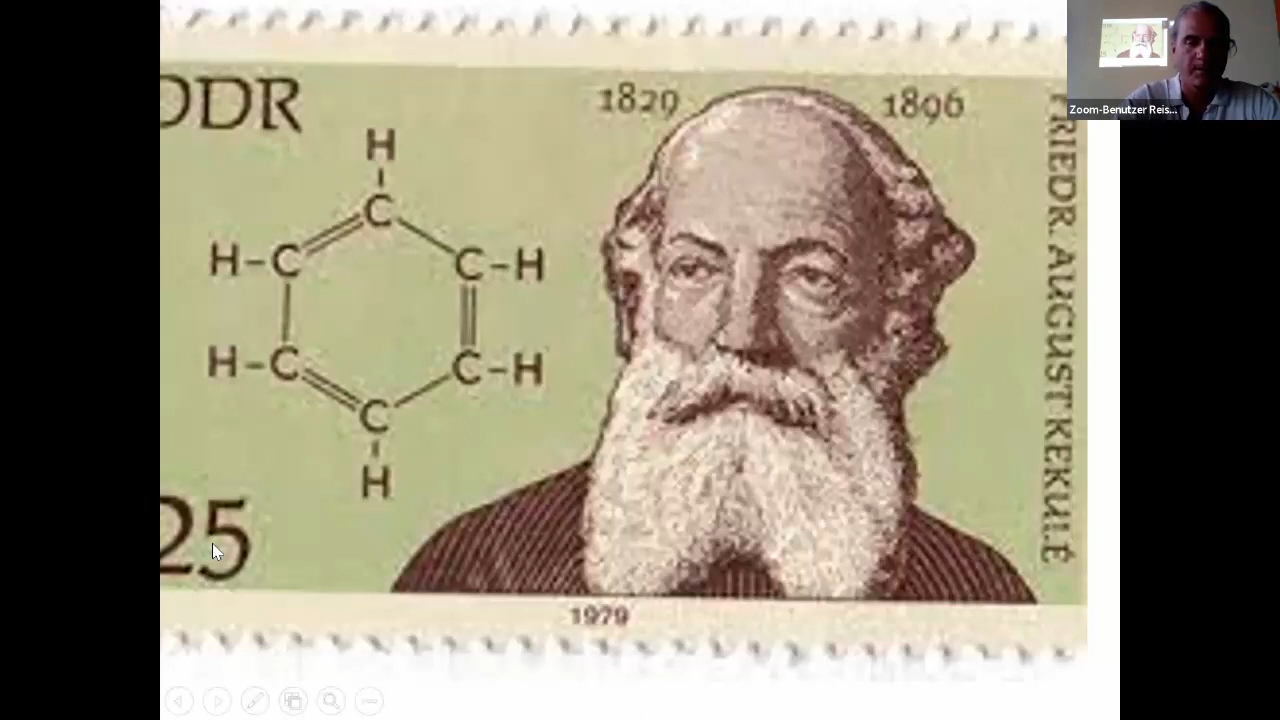 DDR
1829 1896
FRIEDR. AUGUST KEKULÉ
H
C
H-C C-H
H-C C-H
C
H
25
1979
Zoom-Benutzer Reis...